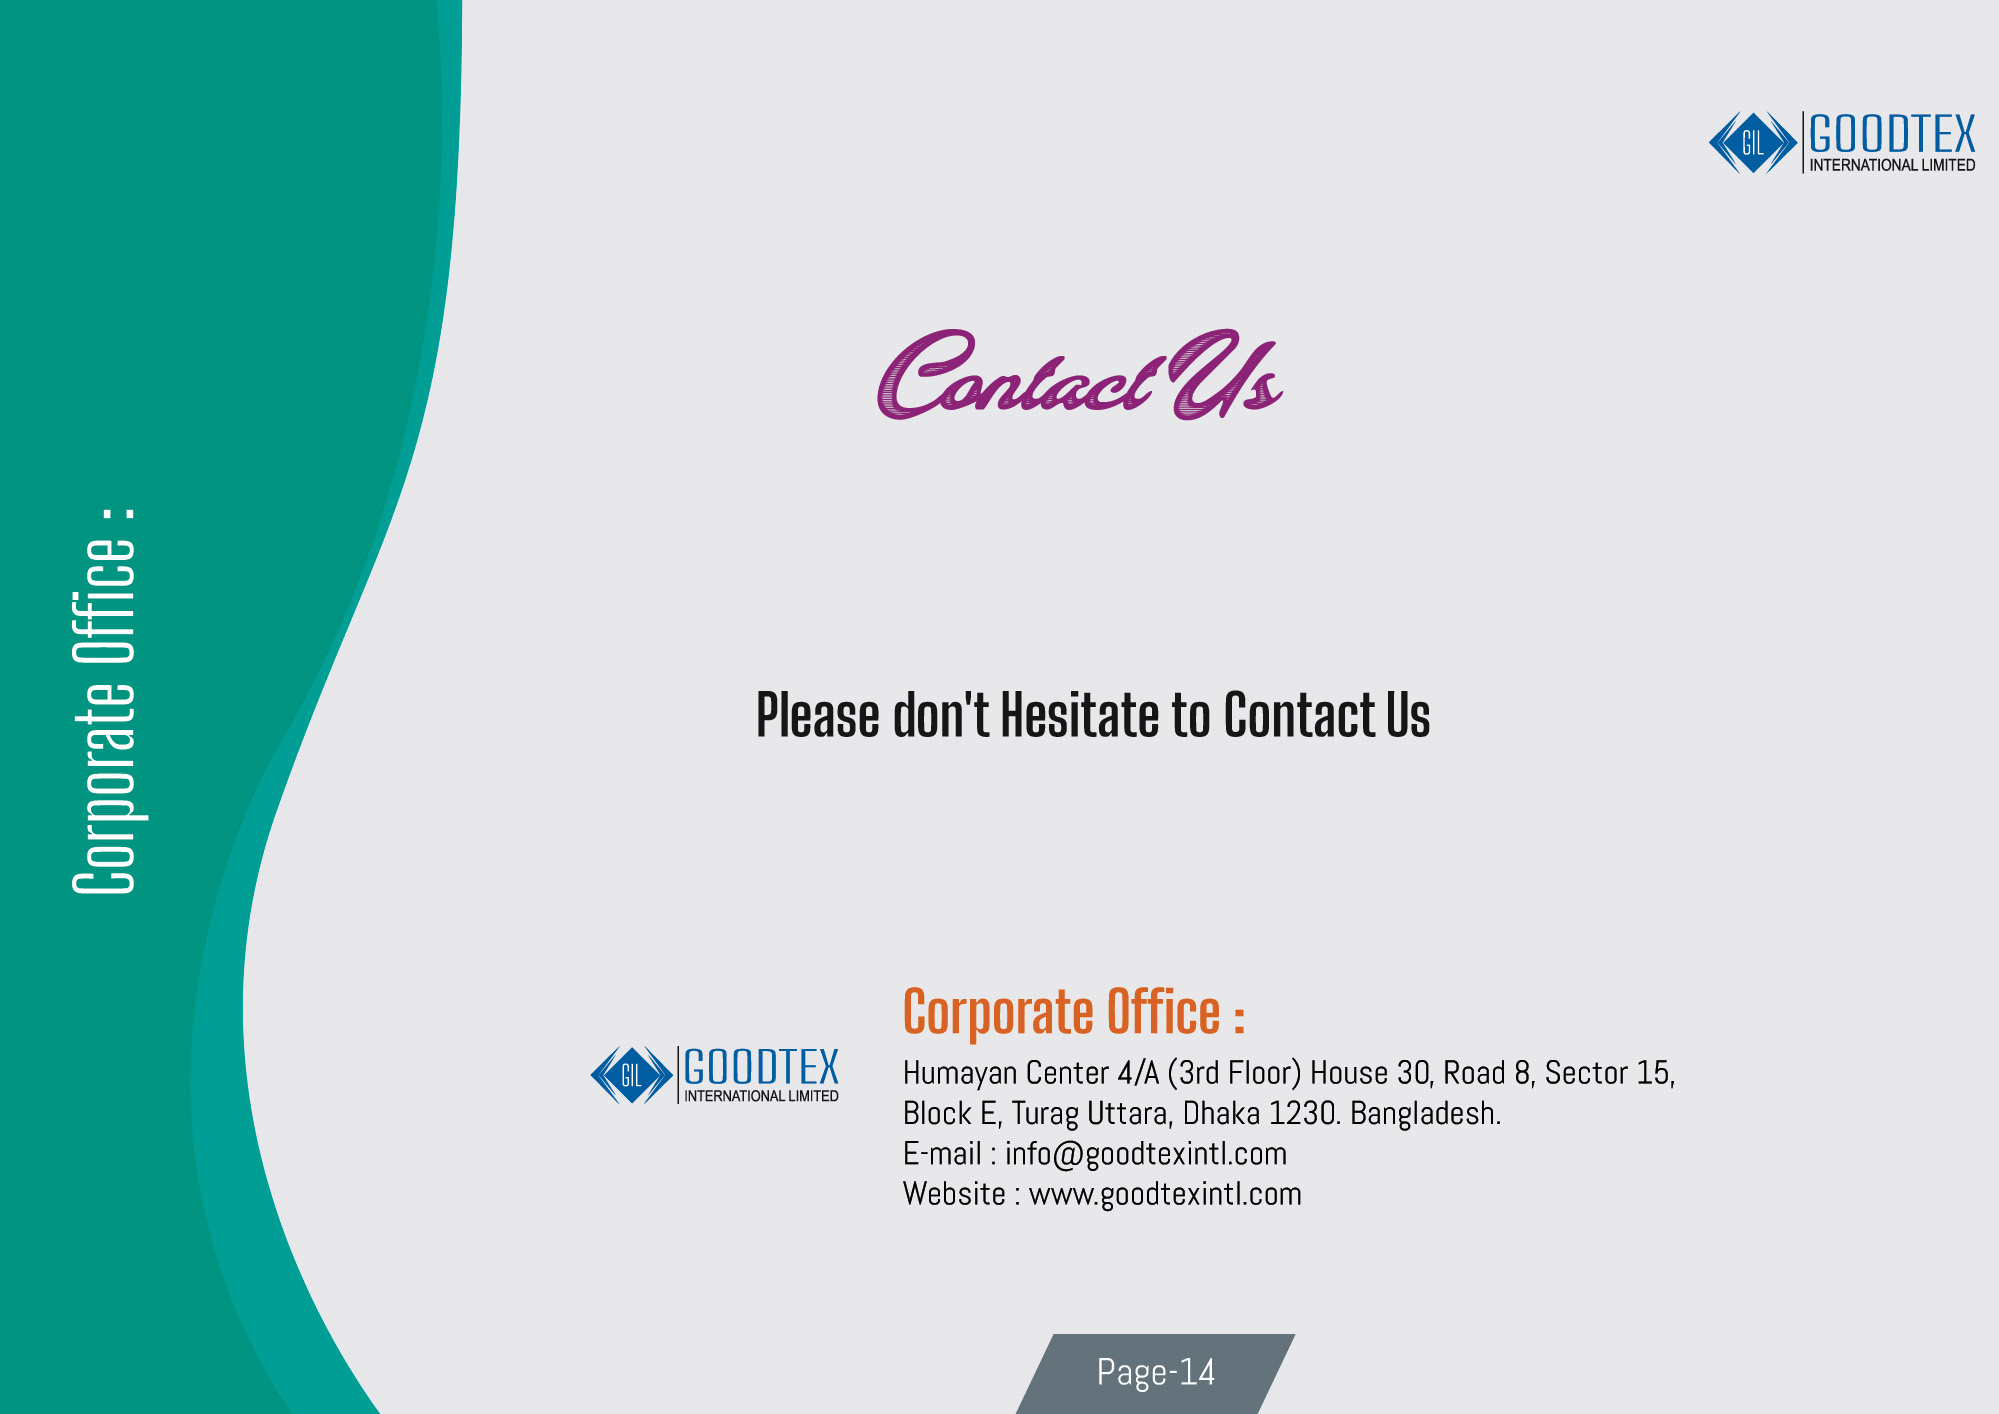 GIL
GOODTEX
INTERNATIONAL LIMITED
Contact Us
Corporate Office :
Please don't Hesitate to Contact Us
Corporate Office :
GIL
GOODTEX
INTERNATIONAL LIMITED
Humayan Center 4/A (3rd Floor) House 30, Road 8, Sector 15,
Block E, Turag Uttara, Dhaka 1230. Bangladesh.
E-mail : info@goodtexintl.com
Website : www.goodtexintl.com
Page-14